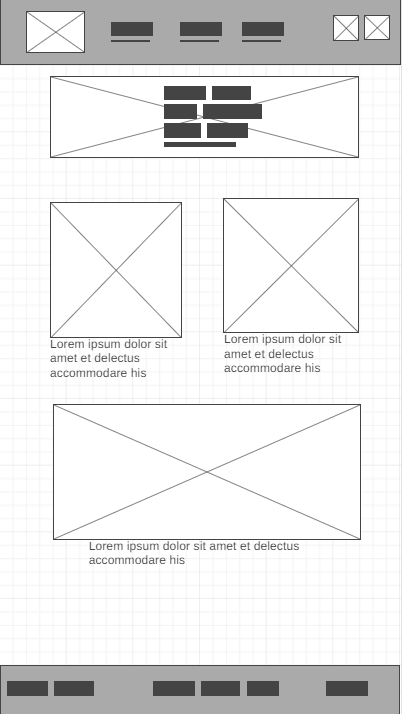 Lorem ipsum dolor sit
amet et delectus
accommodare his
Lorem ipsum dolor sit
amet et delectus
accommodare his
Lorem ipsum dolor sit amet et delectus
accommodare his